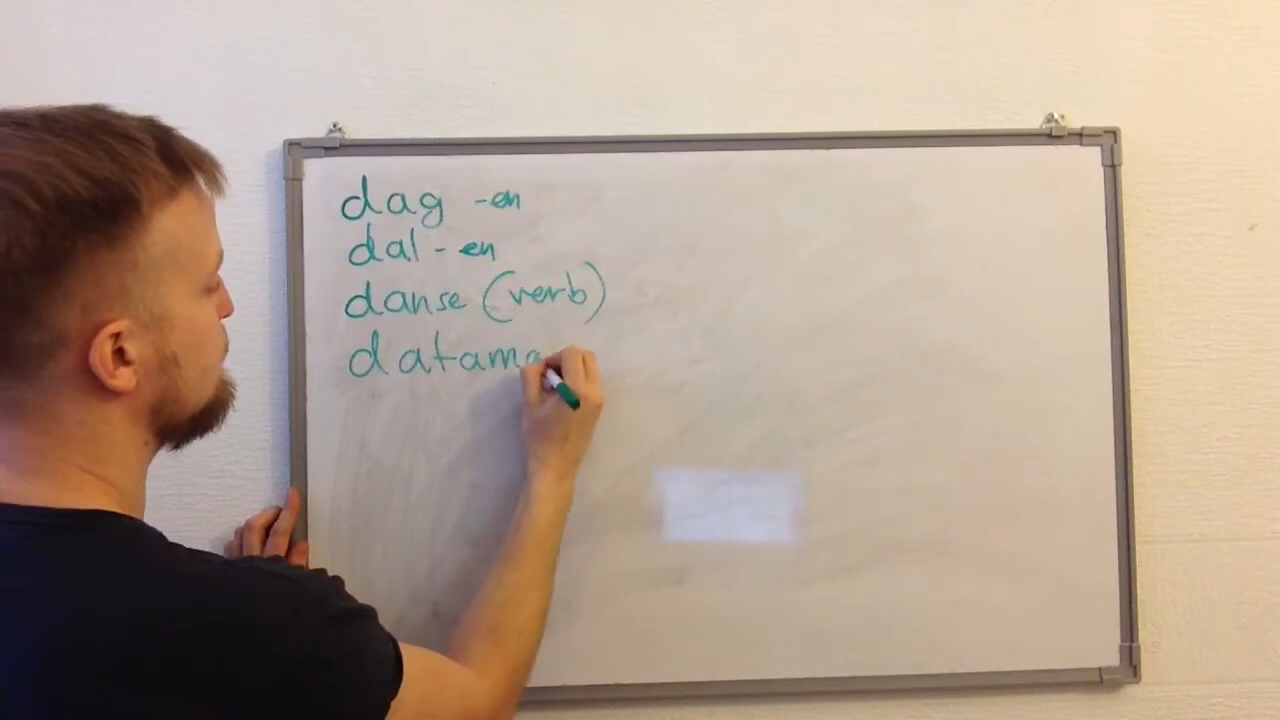 dag -en
dal - en
danse (verb)
datama